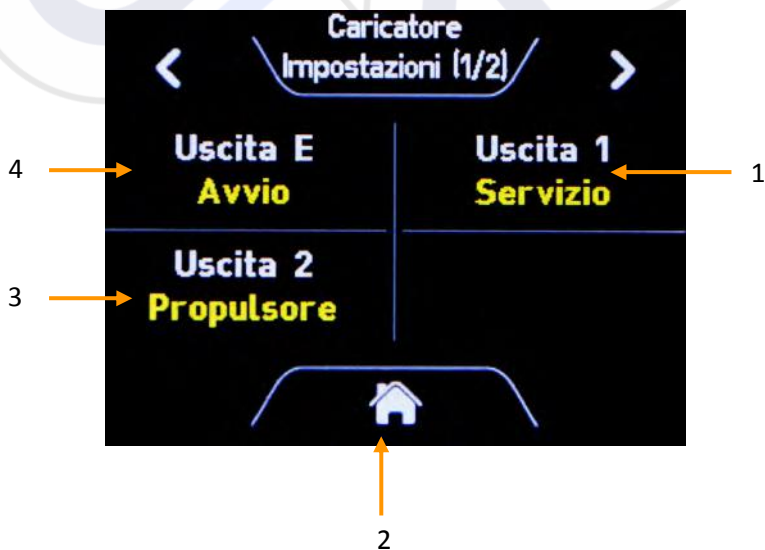 Caricatore
Impostazioni (1/2)
4
Uscita E
Avvio
Uscita 1
Servizio
1
3
Uscita 2
Propulsore
2